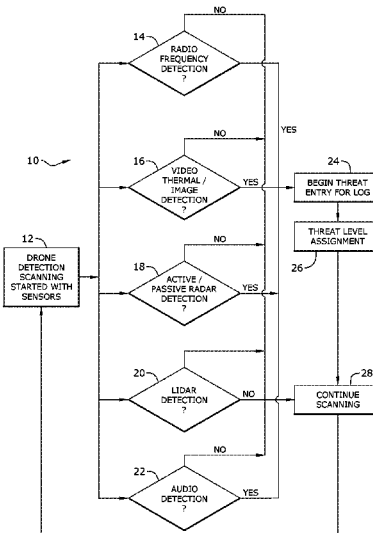 NO
14
RADIO
FREQUENCY
DETECTION
?
YES
NO
10
16
VIDEO
THERMAL /
IMAGE
DETECTION
?
YES
24
BEGIN THREAT
ENTRY FOR LOG
12
DRONE
DETECTION
SCANNING
STARTED WITH
SENSORS
NO
18
ACTIVE /
PASSIVE RADAR
DETECTION
?
YES
THREAT LEVEL
ASSIGNMENT
26
20
LIDAR
DETECTION
?
NO
28
CONTINUE
SCANNING
NO
22
AUDIO
DETECTION
?
YES